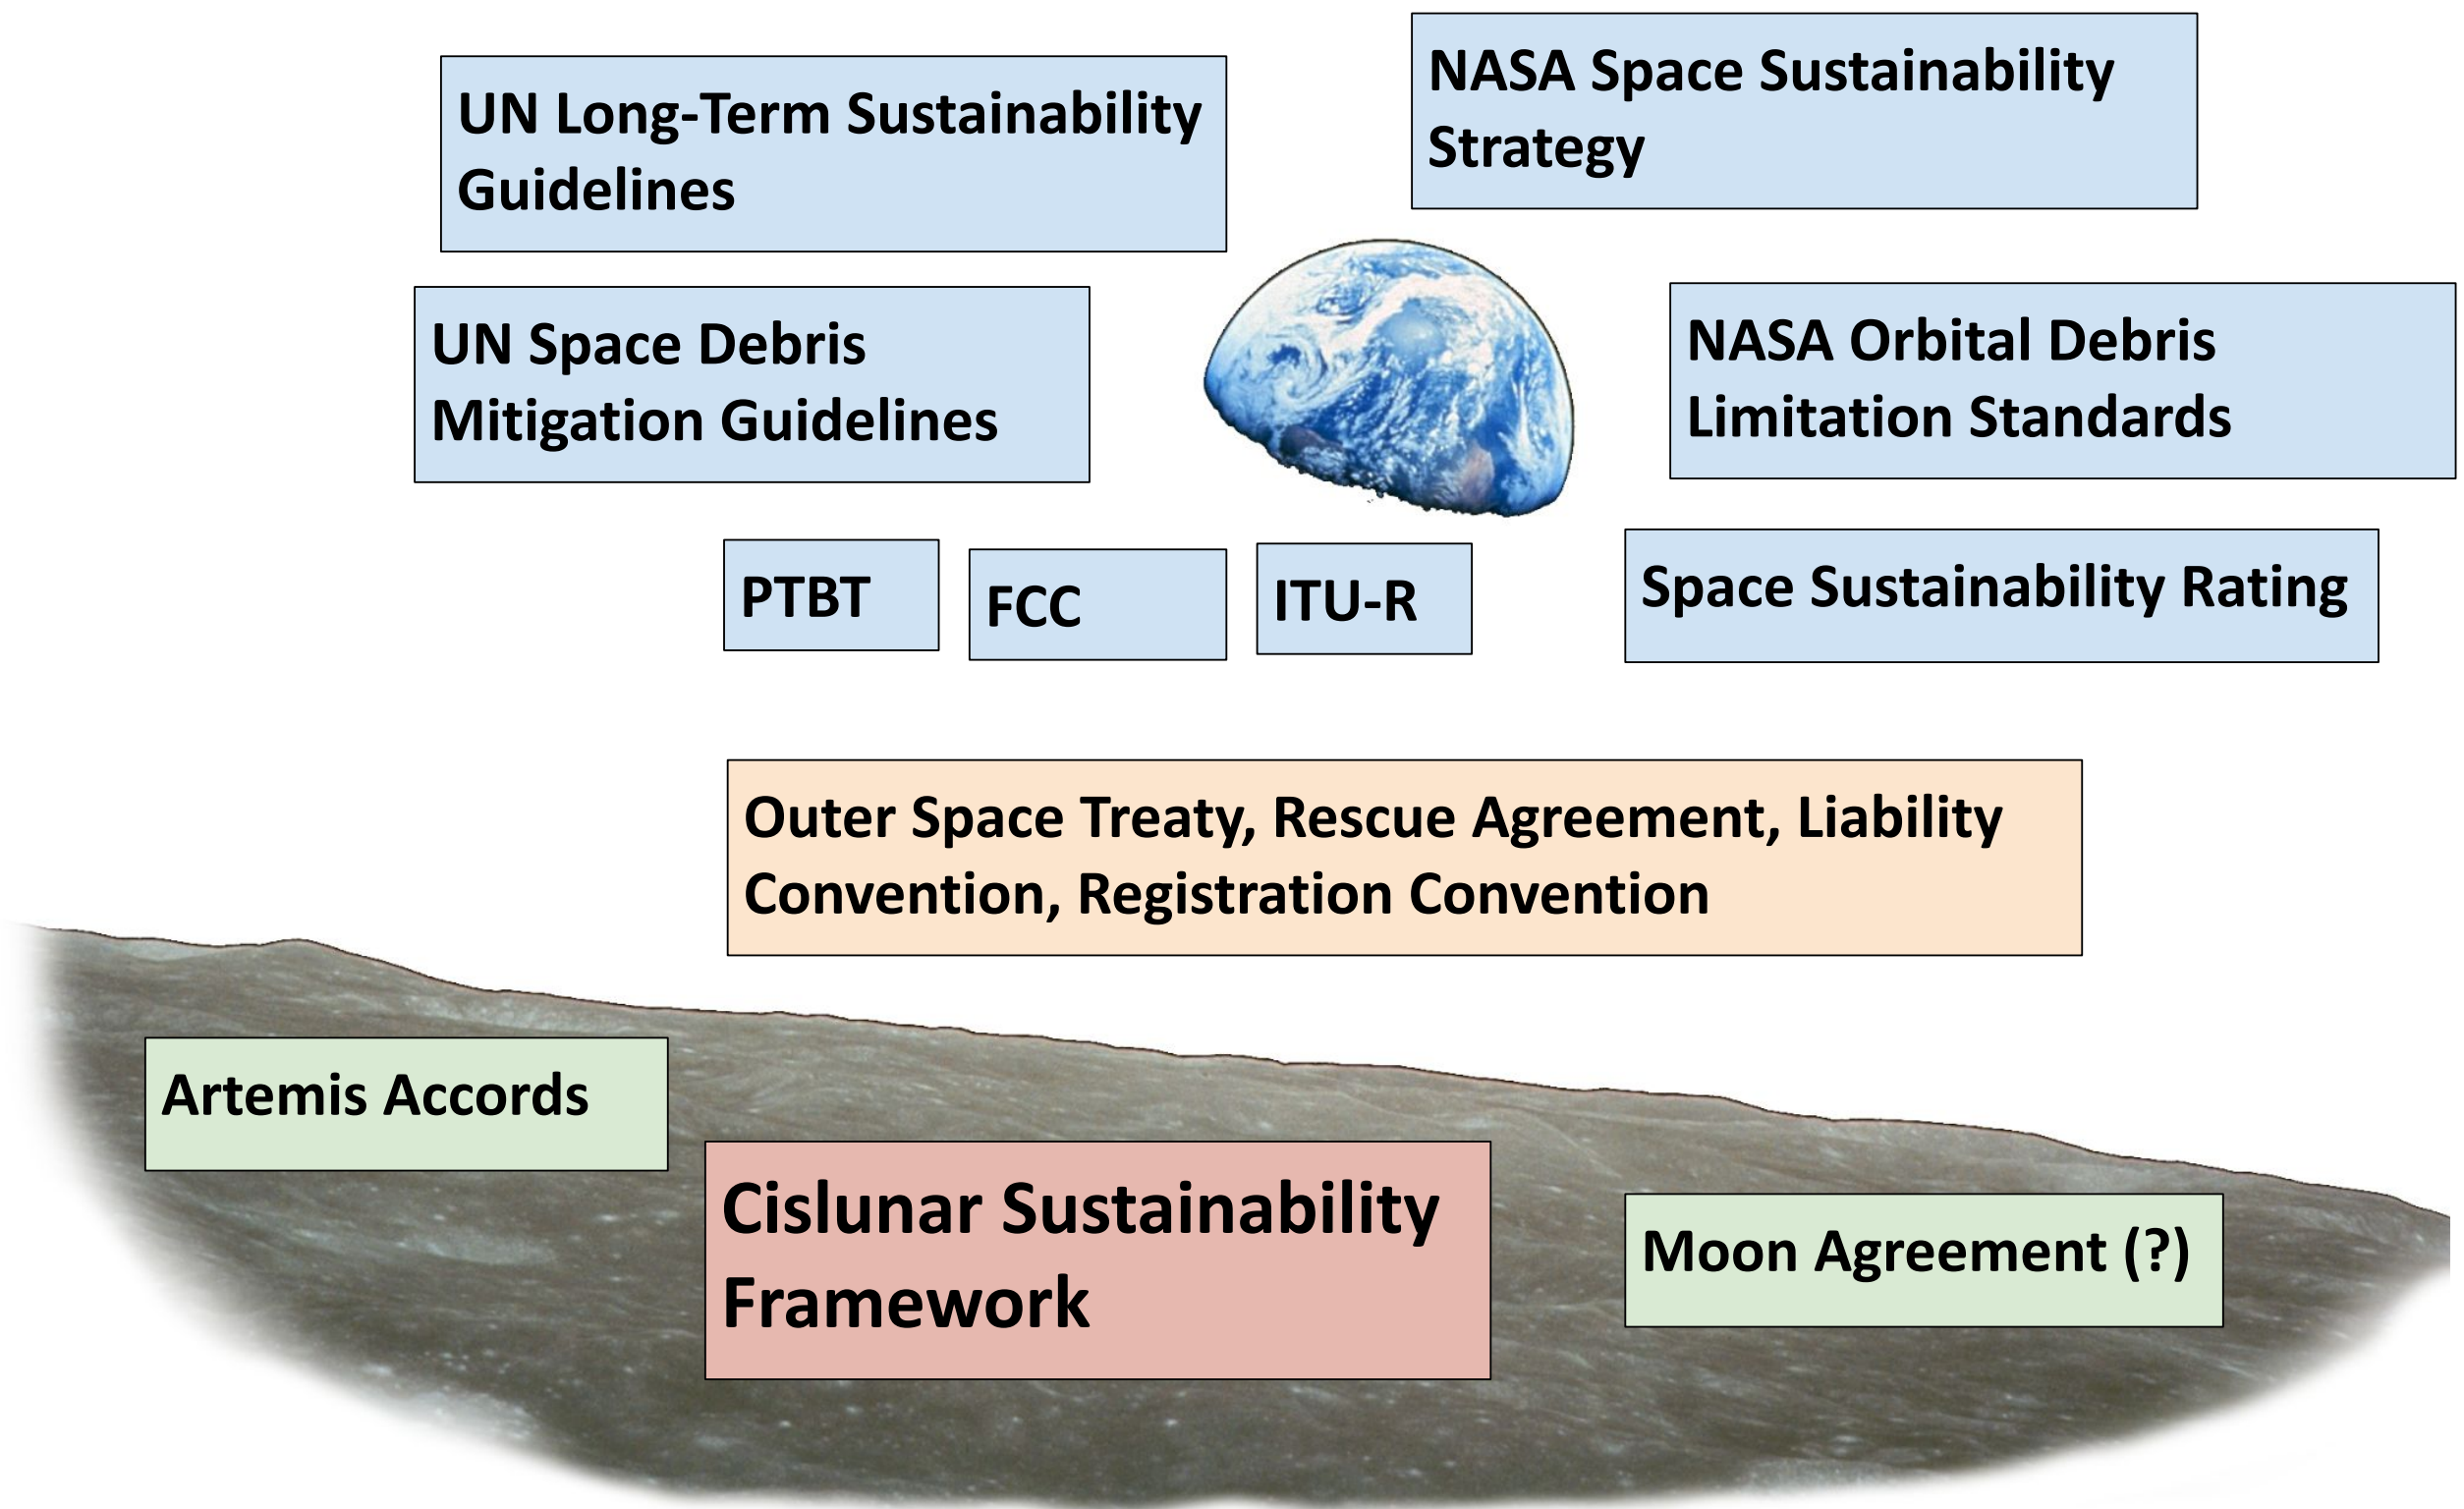 UN Long-Term Sustainability
Guidelines
NASA Space Sustainability
Strategy
UN Space Debris
Mitigation Guidelines
NASA Orbital Debris
Limitation Standards
PTBT
FCC
ITU-R
Space Sustainability Rating
Outer Space Treaty, Rescue Agreement, Liability
Convention, Registration Convention
Artemis Accords
Cislunar Sustainability
Framework
Moon Agreement (?)